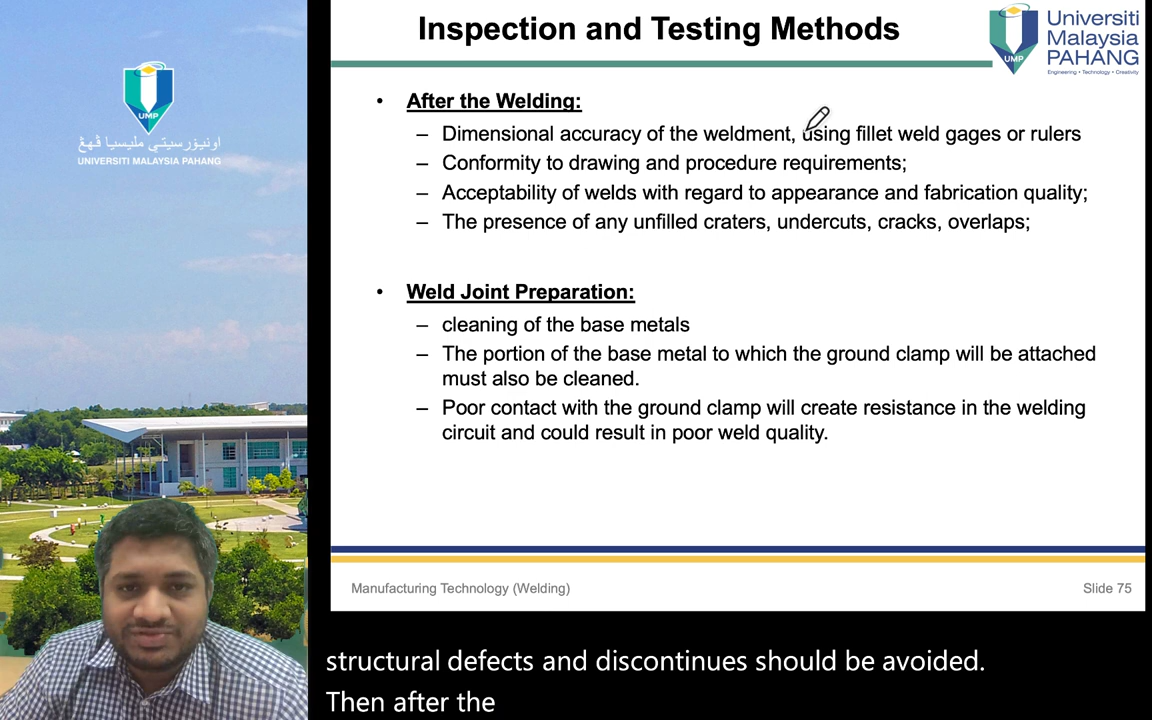 Inspection and Testing Methods
UMP
Universiti
Malaysia
PAHANG
Engineering • Technology • Creativity
UMP
اونيۏرسيتي مليسيا ڤهڠ
UNIVERSITI MALAYSIA PAHANG
• After the Welding:
– Dimensional accuracy of the weldment, using fillet weld gages or rulers
– Conformity to drawing and procedure requirements;
– Acceptability of welds with regard to appearance and fabrication quality;
– The presence of any unfilled craters, undercuts, cracks, overlaps;
• Weld Joint Preparation:
– cleaning of the base metals
– The portion of the base metal to which the ground clamp will be attached
must also be cleaned.
– Poor contact with the ground clamp will create resistance in the welding
circuit and could result in poor weld quality.
Manufacturing Technology (Welding)
Slide 75
structural defects and discontinues should be avoided.
Then after the